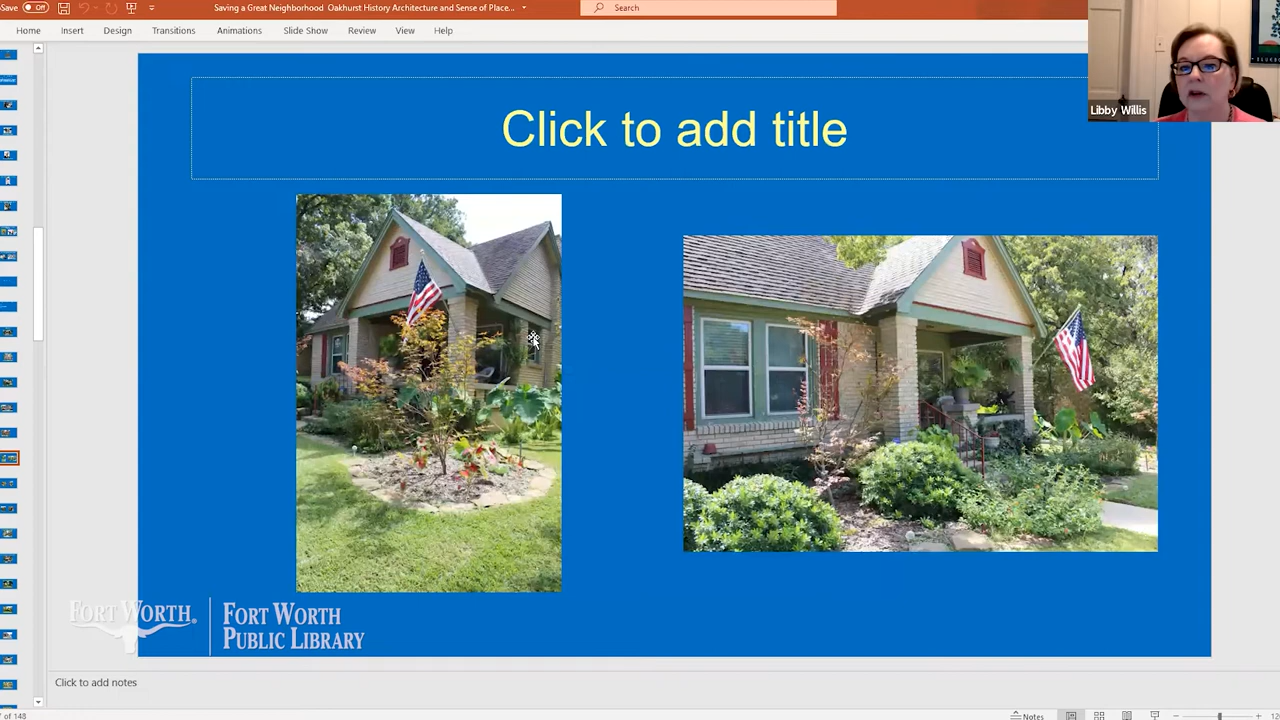 Save
Off
Saving a Great Neighborhood Oakhurst History Architecture and Sense of Place...
Search
Home
Insert
Design
Transitions
Animations
Slide Show
Review
View
Help
Libby Willis
Click to add title
FORT WORTH®
FORT WORTH
PUBLIC LIBRARY
Click to add notes
of 148
Notes